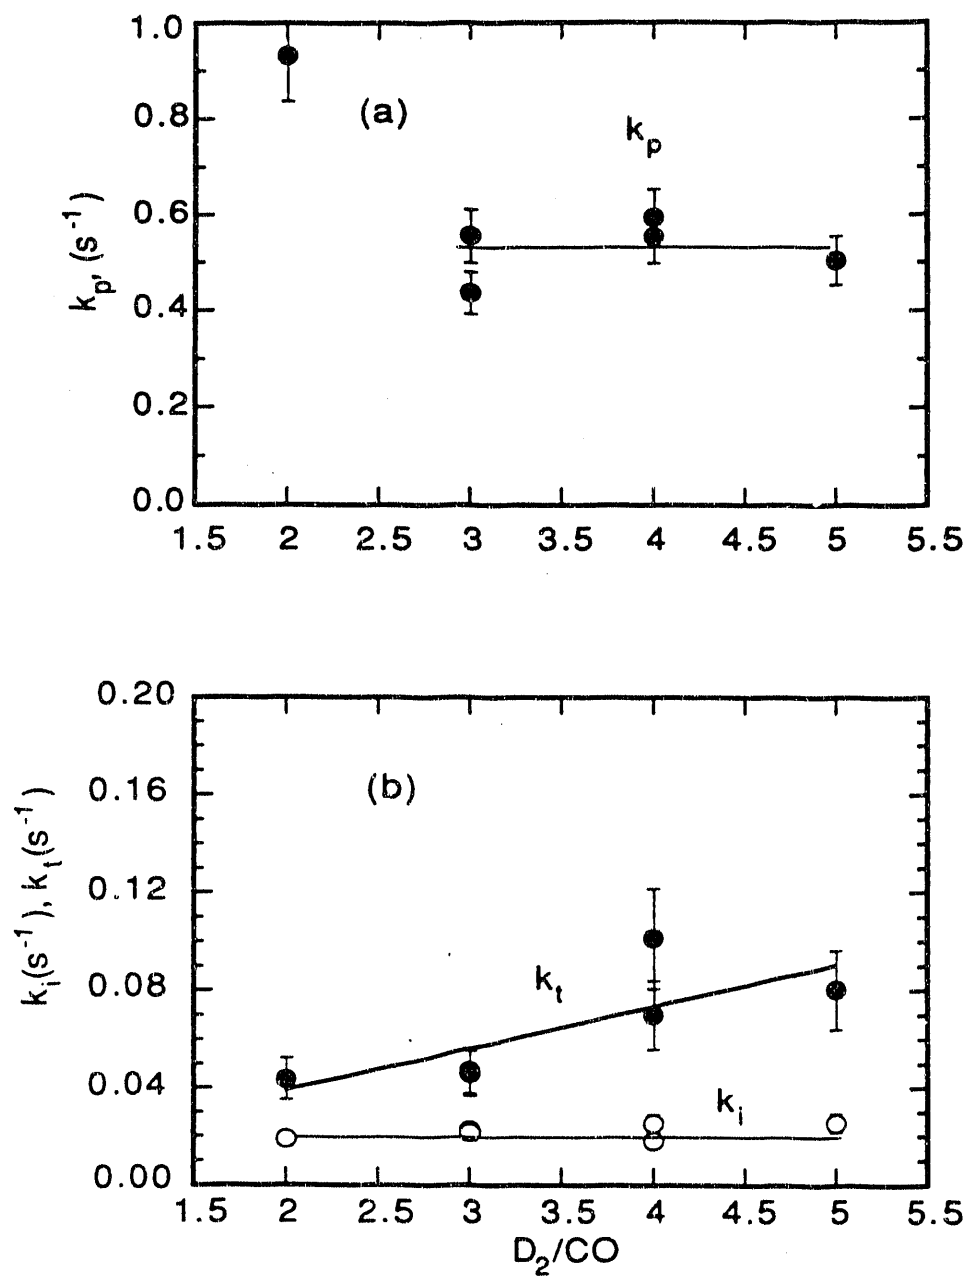 1.0
0.8
0.6
0.4
0.2
0.0
k_p, (s^-1)
(a)
k_p
1.5 2 2.5 3 3.5 4 4.5 5 5.5
0.20
0.16
0.12
0.08
0.04
0.00
k_i(s^-1), k_t(s^-1)
(b)
k_t
k_i
1.5 2 2.5 3 3.5 4 4.5 5 5.5
D_2/CO